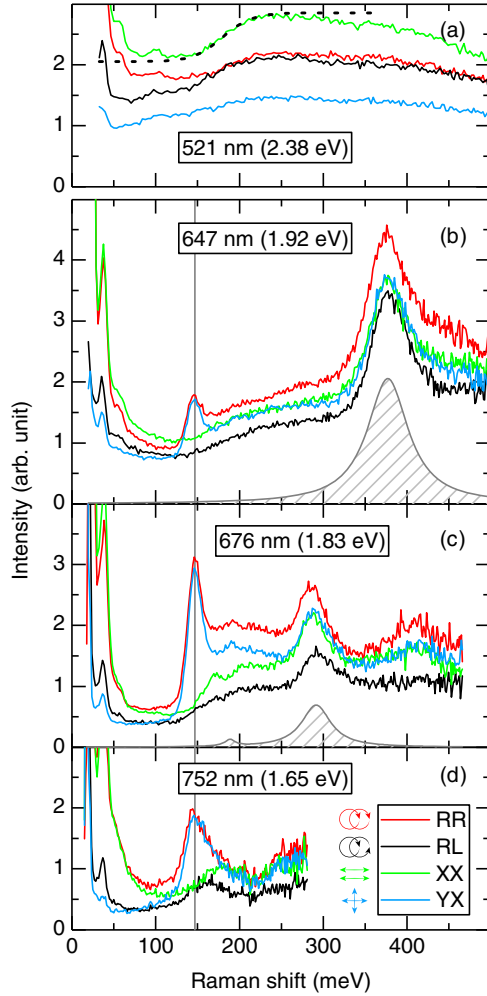 (a)
2
1
0
521 nm (2.38 eV)
647 nm (1.92 eV)
(b)
4
3
2
1
0
Intensity (arb. unit)
676 nm (1.83 eV)
(c)
3
2
1
0
752 nm (1.65 eV)
(d)
2
1
0
RR
RL
XX
YX
0 100 200 300 400
Raman shift (meV)